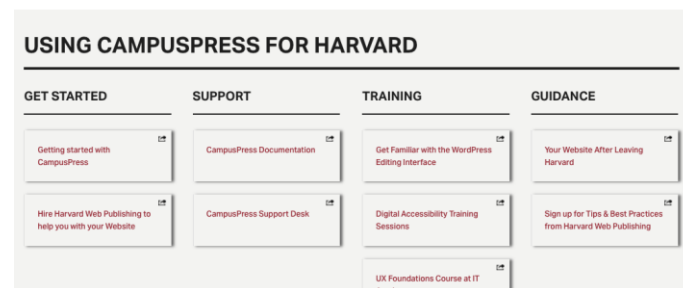 USING CAMPUSPRESS FOR HARVARD
GET STARTED
Getting started with
CampusPress
Hire Harvard Web Publishing to
help you with your Website
SUPPORT
CampusPress Documentation
CampusPress Support Desk
TRAINING
Get Familiar with the WordPress
Editing Interface
Digital Accessibility Training
Sessions
UX Foundations Course at IT
GUIDANCE
Your Website After Leaving
Harvard
Sign up for Tips & Best Practices
from Harvard Web Publishing